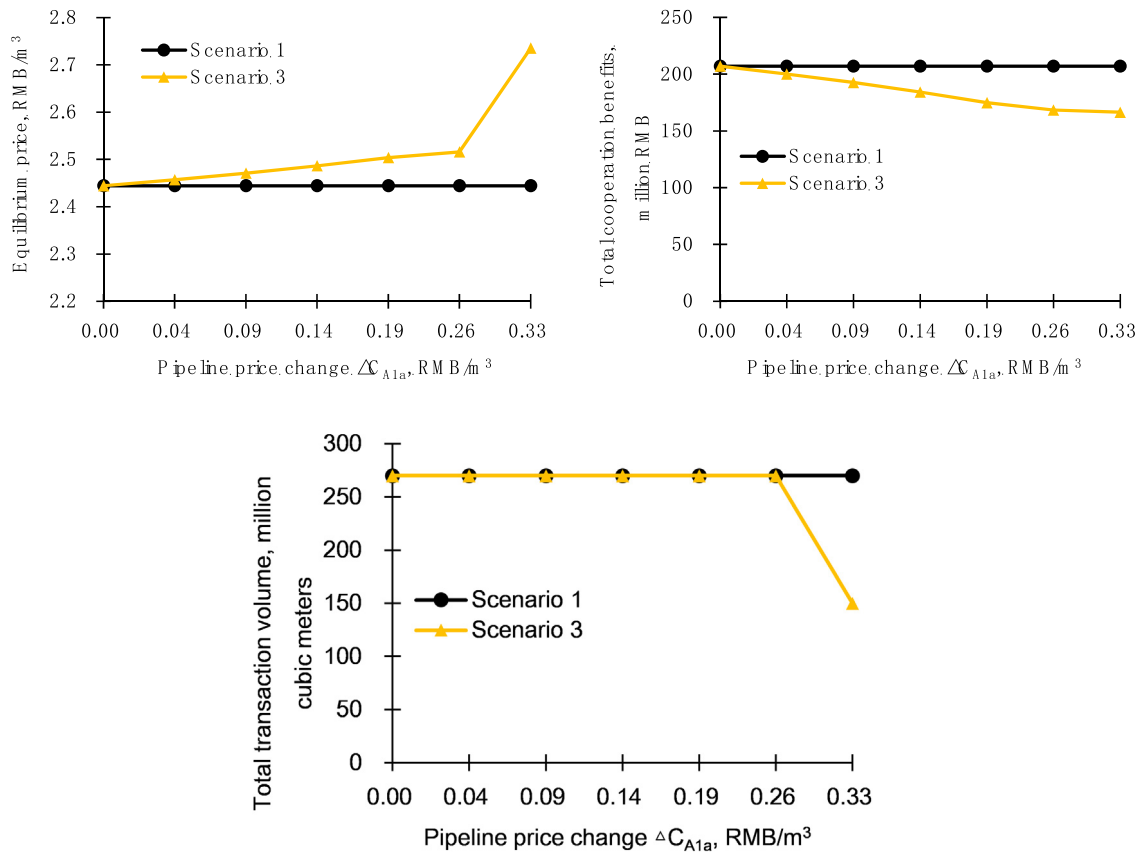 2.8
2.7
2.6
2.5
2.4
2.3
2.2
Equilibrium. price,. RMB/m³
Scenario.1
Scenario.3
0.00 0.04 0.09 0.14 0.19 0.26 0.33
Pipeline.price.change.△C_A1a,.RMB/m³
250
200
150
100
50
0
Total.cooperation.benefits,.
million.RMB
Scenario.1
Scenario.3
0.00 0.04 0.09 0.14 0.19 0.26 0.33
Pipeline.price.change.△C_A1a,.RMB/m³
300
250
200
150
100
50
0
Total transaction volume, million
cubic meters
Scenario 1
Scenario 3
0.00 0.04 0.09 0.14 0.19 0.26 0.33
Pipeline price change △C_A1a, RMB/m³